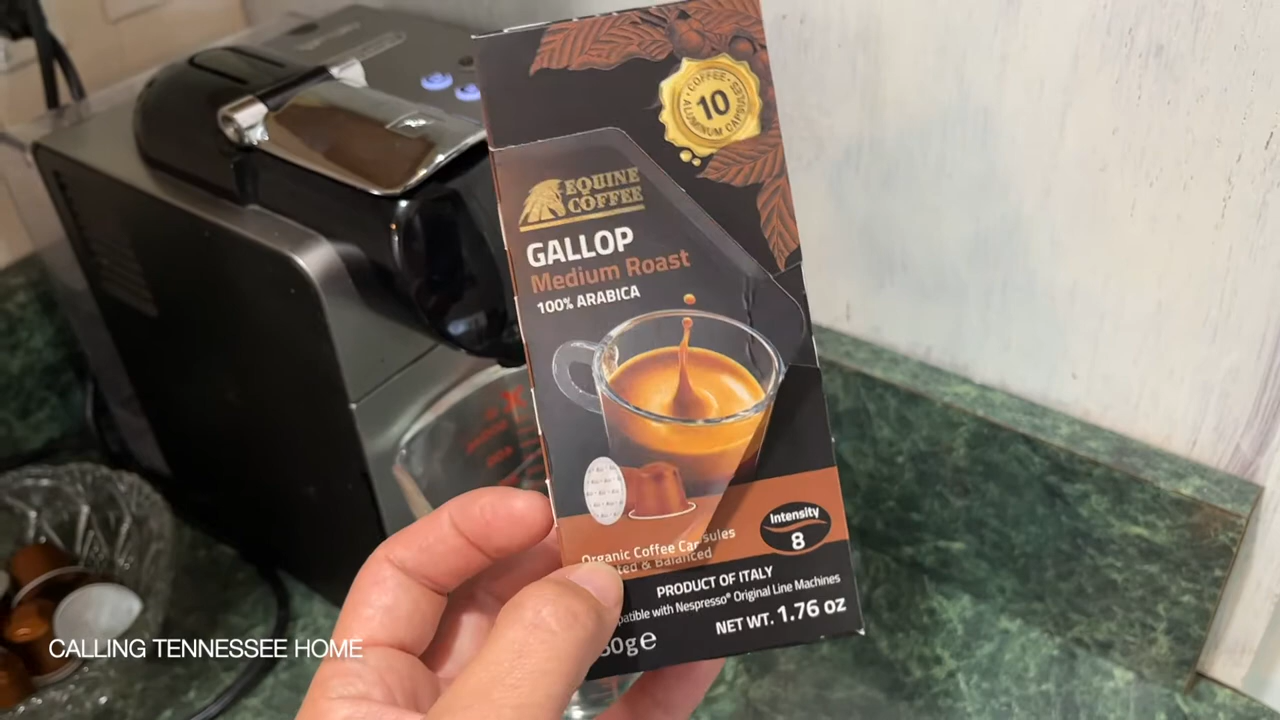 COFFEE
10
ALUMINUM CAPSULES
EQUINE
COFFEE
GALLOP
Medium Roast
100% ARABICA
Intensity
8
Organic Coffee Capsules
& Balanced
PRODUCT OF ITALY
with Nespresso® Original Line Machines
NET WT. 1.76 oz
CALLING TENNESSEE HOME